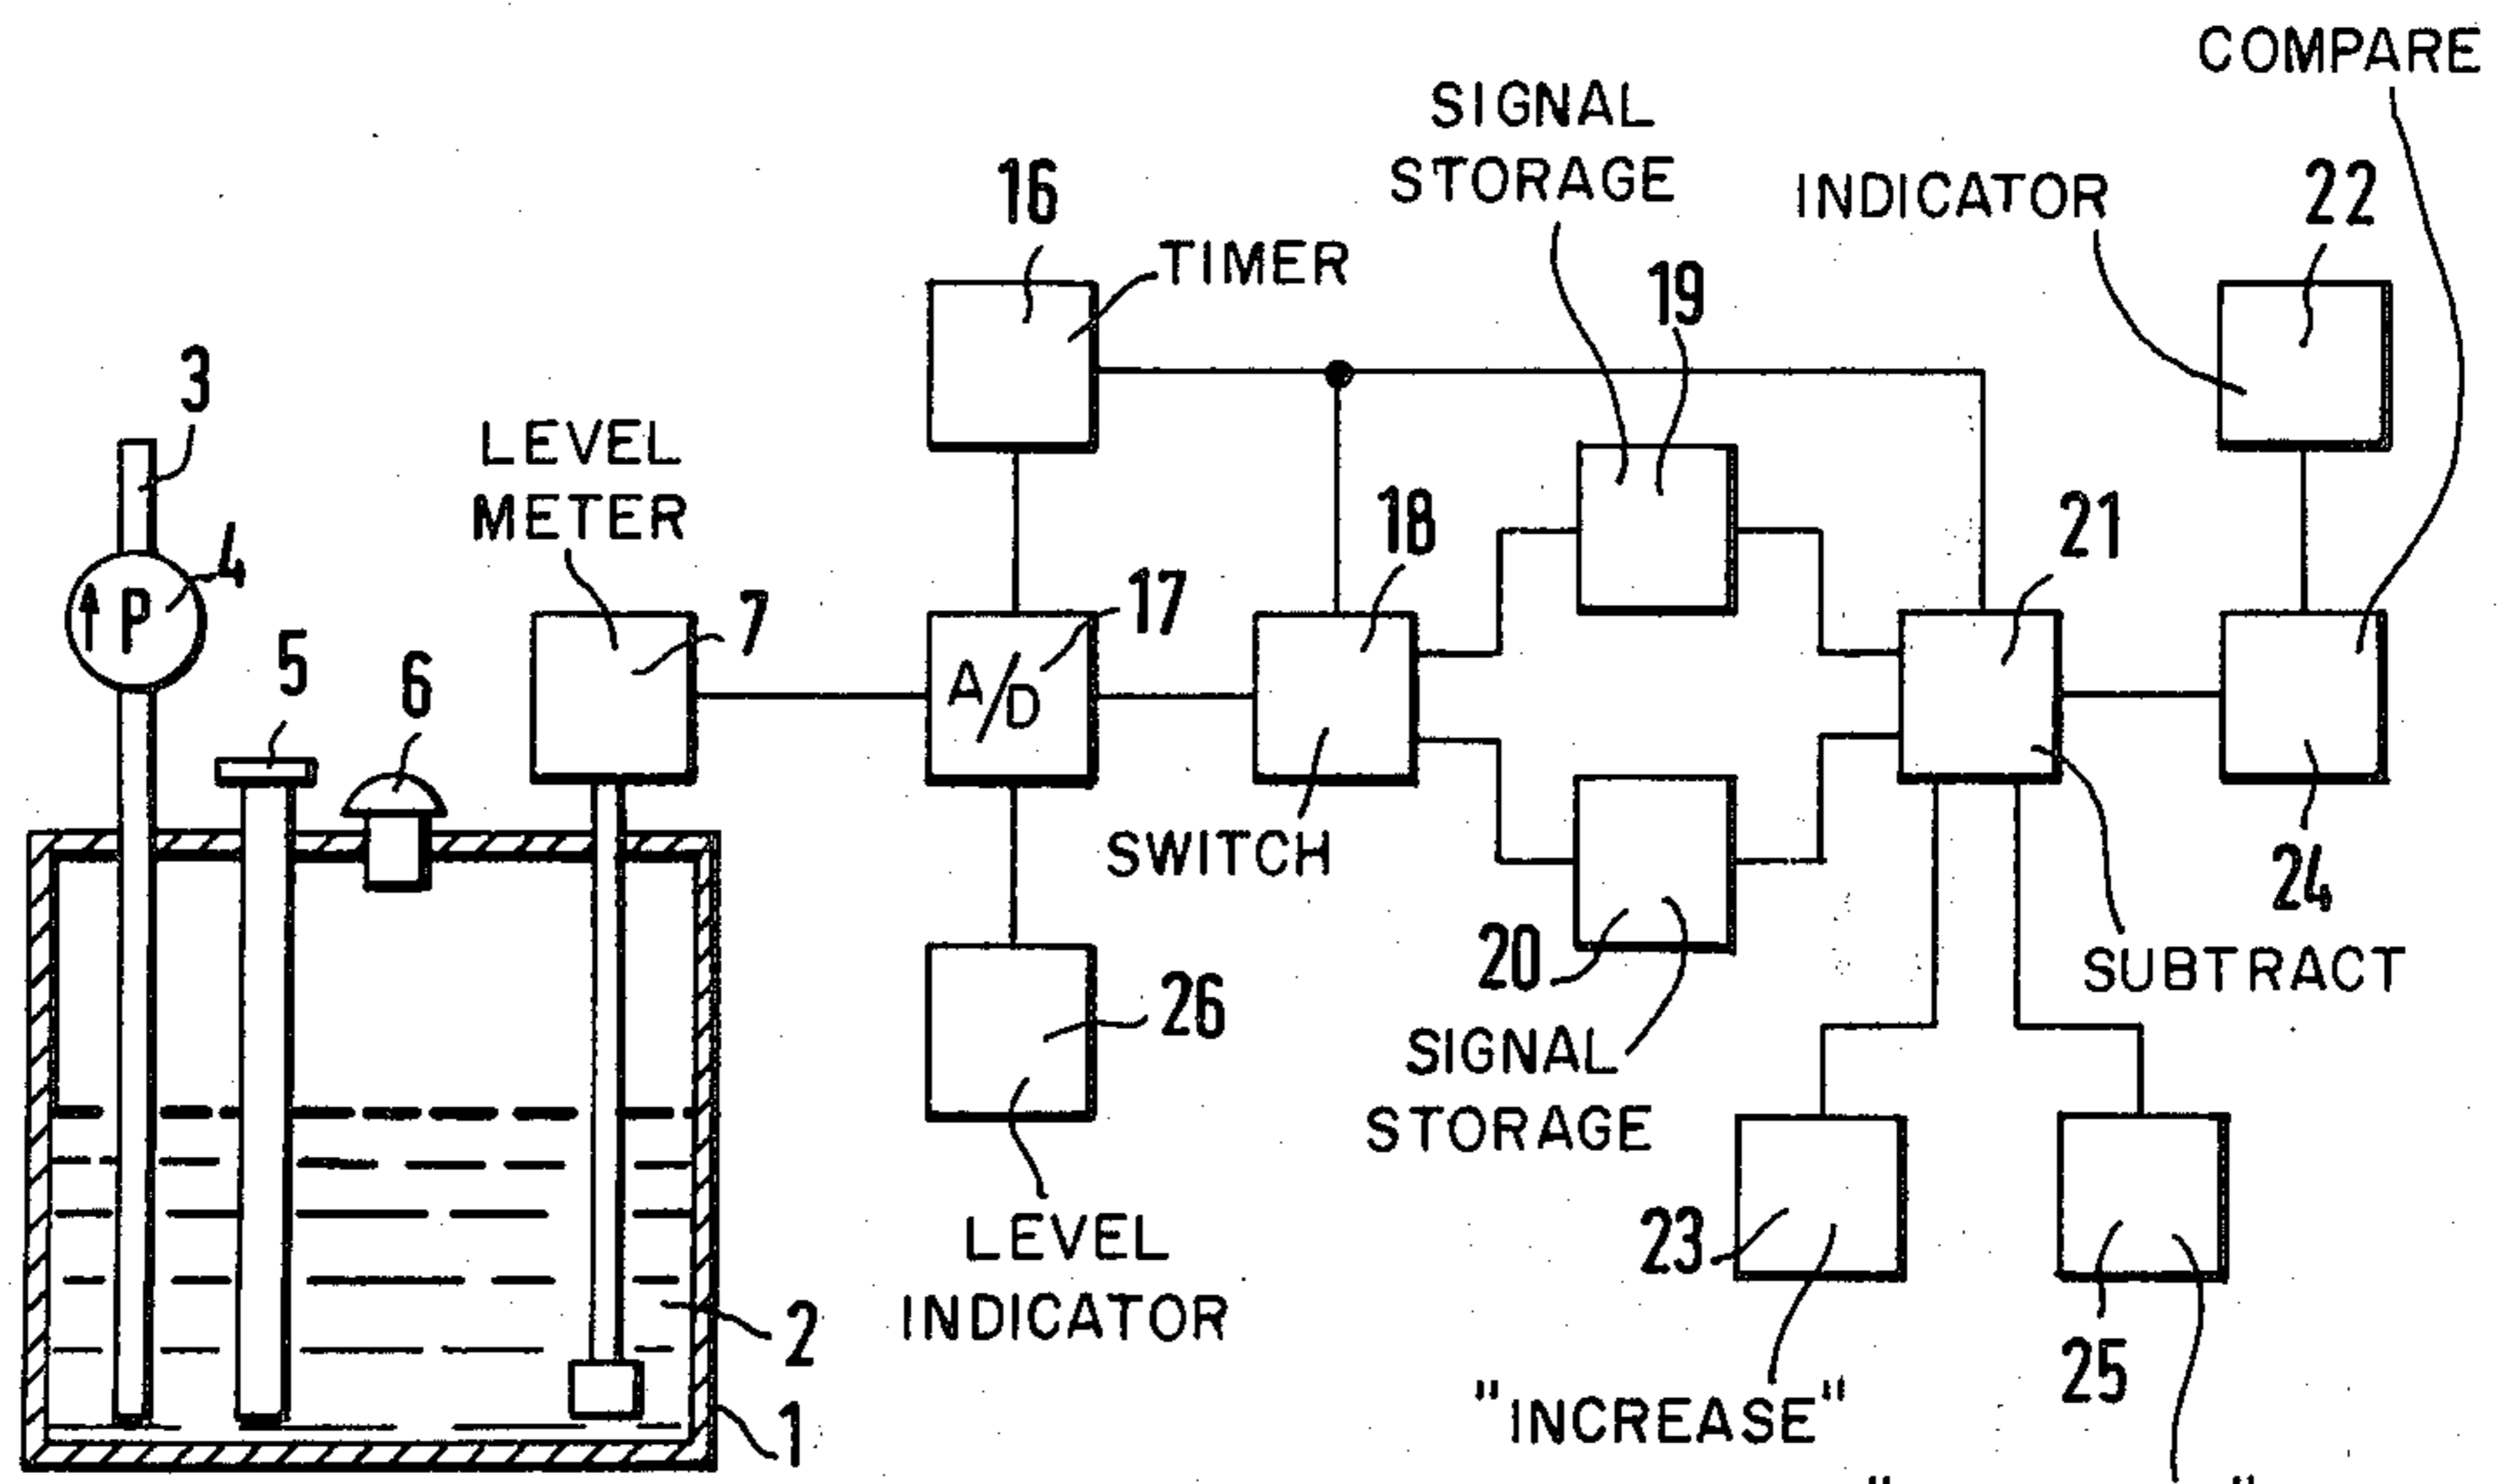 COMPARE
SIGNAL
STORAGE
INDICATOR
22
16
TIMER
19
3
LEVEL
METER
18
21
4
P
17
7
5
6
A/D
SWITCH
24
20
SUBTRACT
26
SIGNAL
STORAGE
LEVEL
INDICATOR
23
2
25
1
"INCREASE"